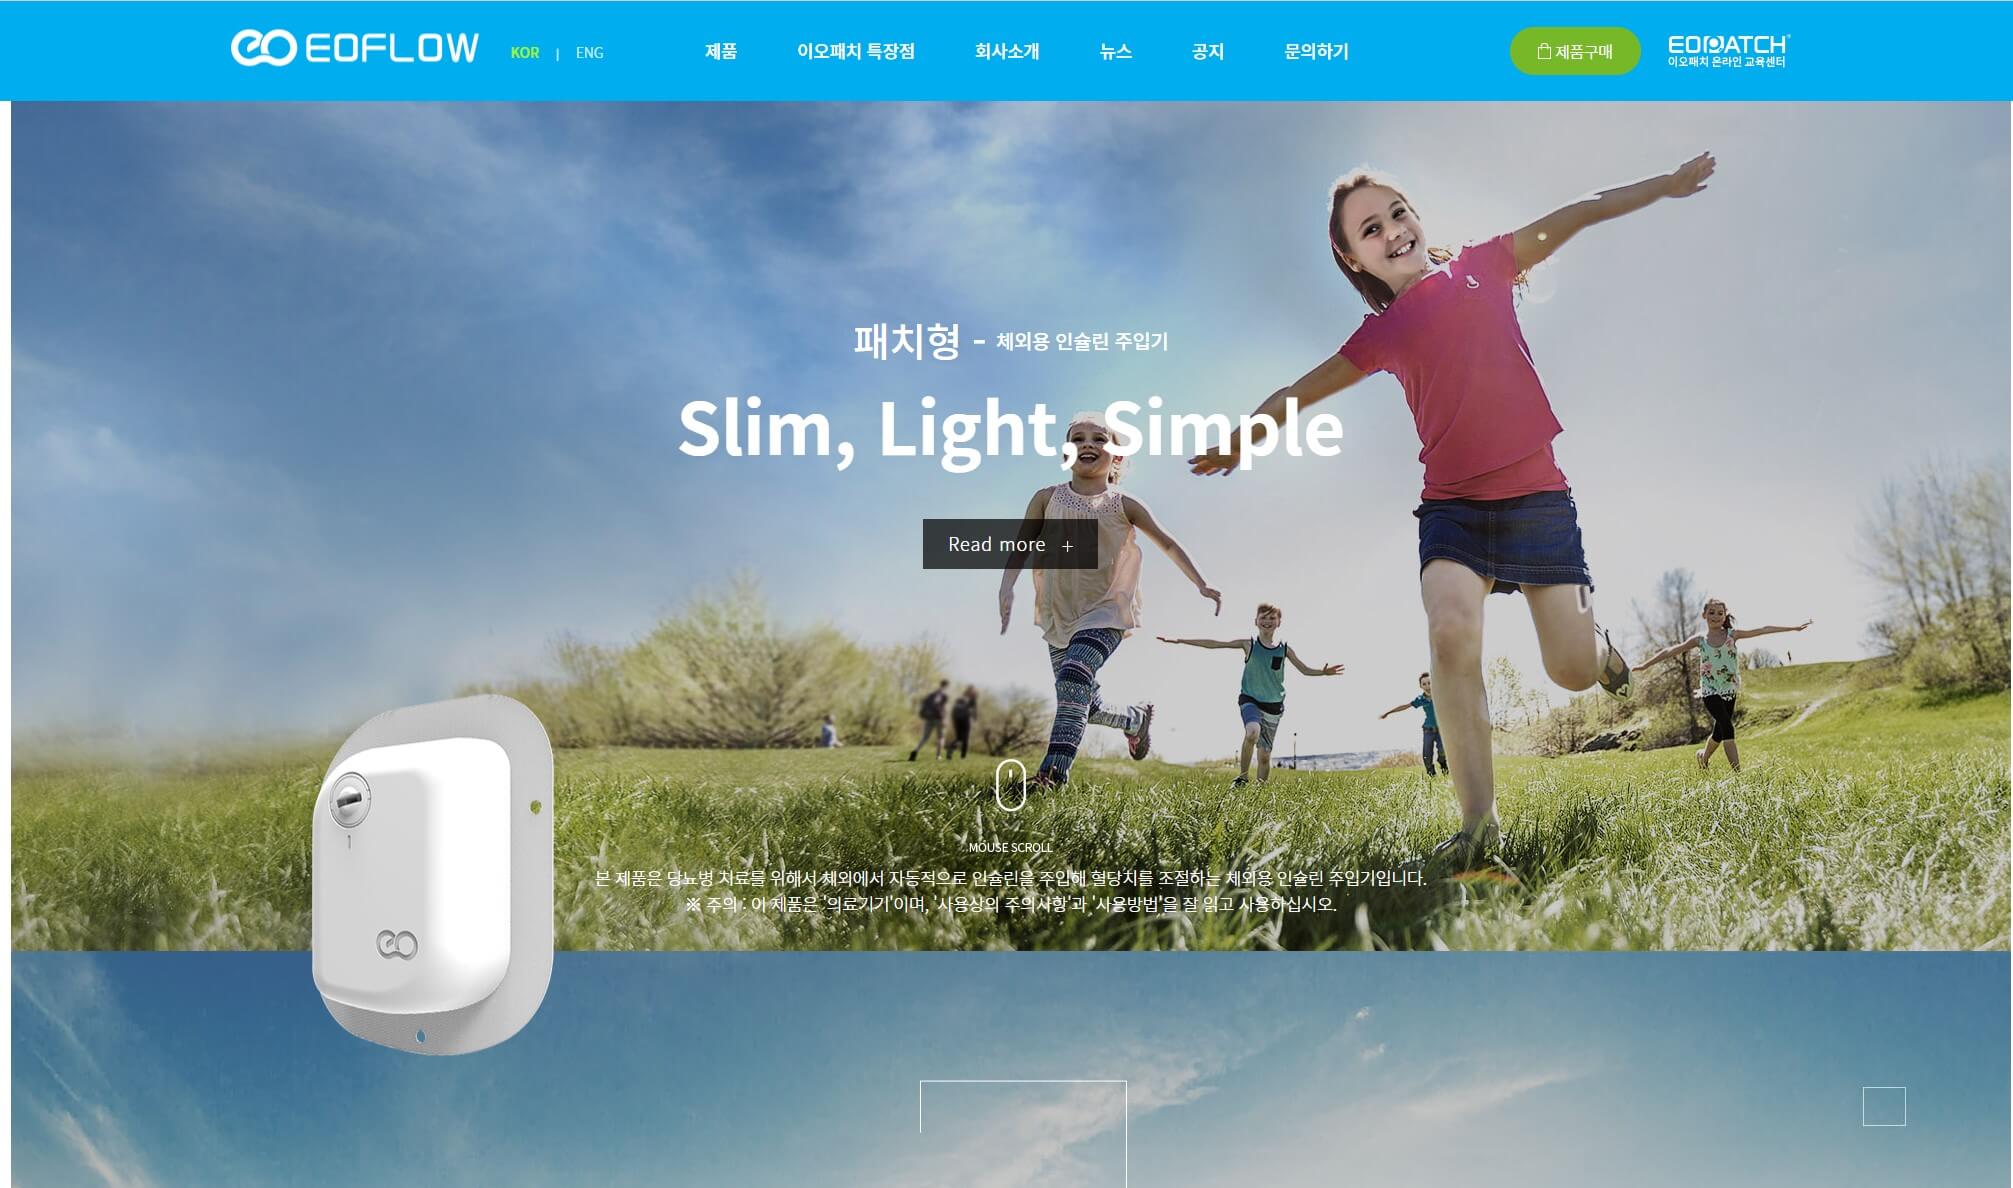 EOFLOW
KOR | ENG
제품
이오패치 특장점
회사소개
뉴스
공지
문의하기
제품구매
EOPATCH®
이오패치 온라인 교육센터
패치형 - 체외용 인슐린 주입기
Slim, Light, Simple
Read more +
MOUSE SCROLL
본 제품은 당뇨병 치료를 위해서 체외에서 자동적으로 인슐린을 주입해 혈당치를 조절하는 체외용 인슐린 주입기입니다.
※ 주의 : 이 제품은 '의료기기'이며, '사용상의 주의사항'과 '사용방법'을 잘 읽고 사용하십시오.